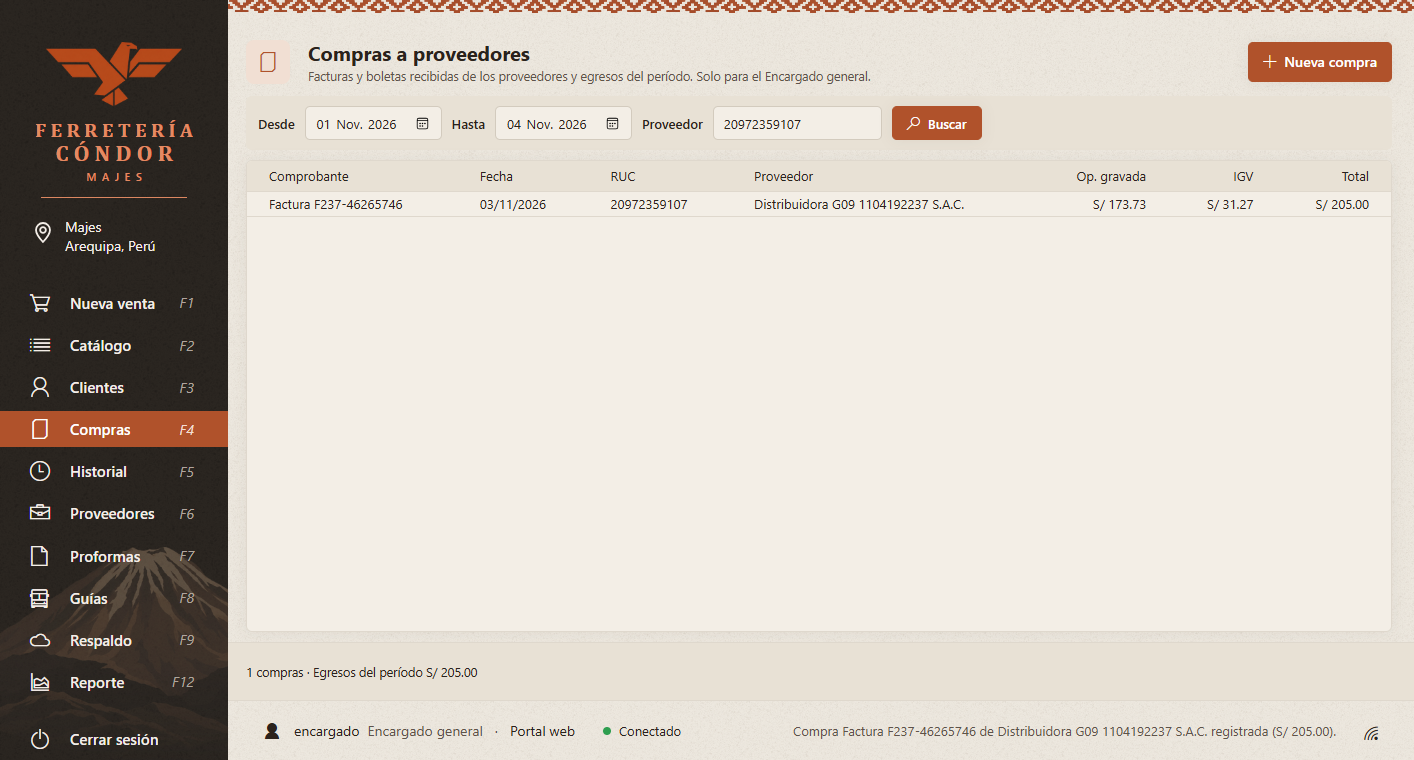 FERRETERÍA
CÓNDOR
MAJES
Majes
Arequipa, Perú
Nueva venta F1
Catálogo F2
Clientes F3
Compras F4
Historial F5
Proveedores F6
Proformas F7
Guías F8
Respaldo F9
Reporte F12
Cerrar sesión
Compras a proveedores
Facturas y boletas recibidas de los proveedores y egresos del período. Solo para el Encargado general.
Nueva compra
Desde 01 Nov. 2026 Hasta 04 Nov. 2026 Proveedor 20972359107 Buscar
Comprobante Fecha RUC Proveedor Op. gravada IGV Total
Factura F237-46265746 03/11/2026 20972359107 Distribuidora G09 1104192237 S.A.C. S/ 173.73 S/ 31.27 S/ 205.00
1 compras · Egresos del período S/ 205.00
encargado Encargado general · Portal web Conectado Compra Factura F237-46265746 de Distribuidora G09 1104192237 S.A.C. registrada (S/ 205.00).